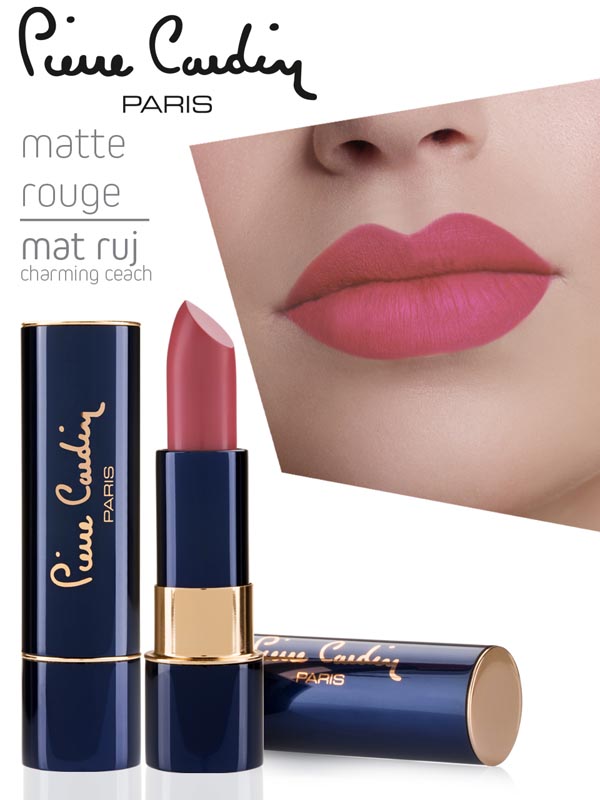 Pierre Cardin
PARIS
matte
rouge
mat ruj
charming ceach
Pierre Cardin
PARIS
Pierre Cardin
PARIS